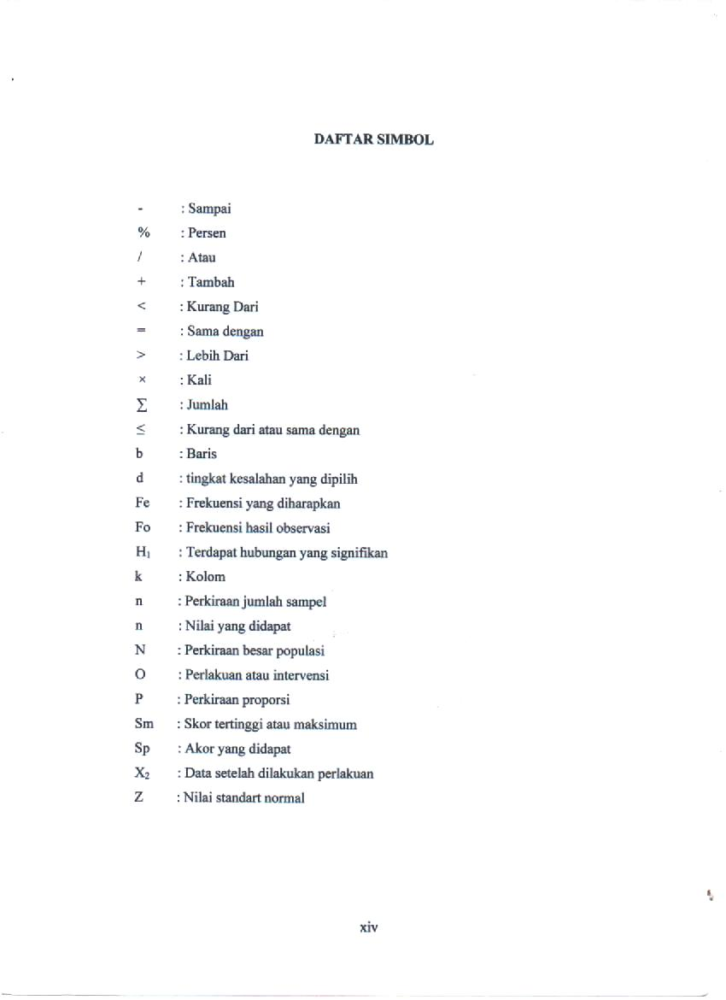 DAFTAR SIMBOL
- : Sampai
% : Persen
/ : Atau
+ : Tambah
< : Kurang Dari
= : Sama dengan
> : Lebih Dari
× : Kali
∑ : Jumlah
≤ : Kurang dari atau sama dengan
b : Baris
d : tingkat kesalahan yang dipilih
Fe : Frekuensi yang diharapkan
Fo : Frekuensi hasil observasi
H₁ : Terdapat hubungan yang signifikan
k : Kolom
n : Perkiraan jumlah sampel
n : Nilai yang didapat
N : Perkiraan besar populasi
O : Perlakuan atau intervensi
P : Perkiraan proporsi
Sm : Skor tertinggi atau maksimum
Sp : Akor yang didapat
X₂ : Data setelah dilakukan perlakuan
Z : Nilai standart normal
xiv